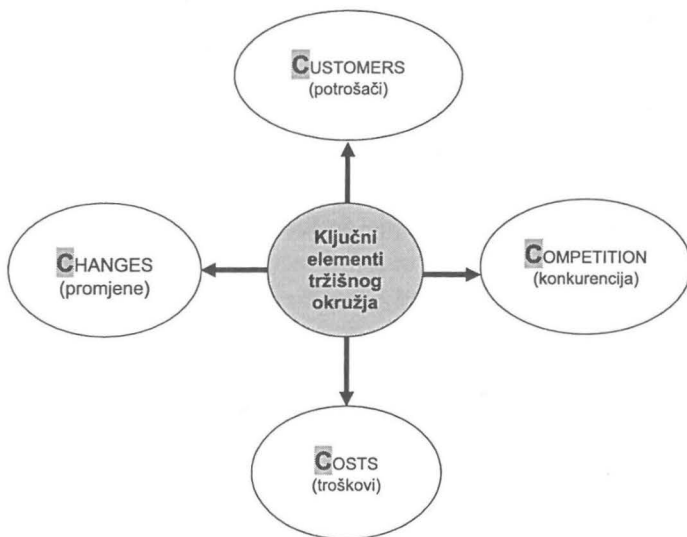 CUSTOMERS
(potrošači)
CHANGES
(promjene)
Ključni
elementi
tržišnog
okružja
COMPETITION
(konkurencija)
COSTS
(troškovi)